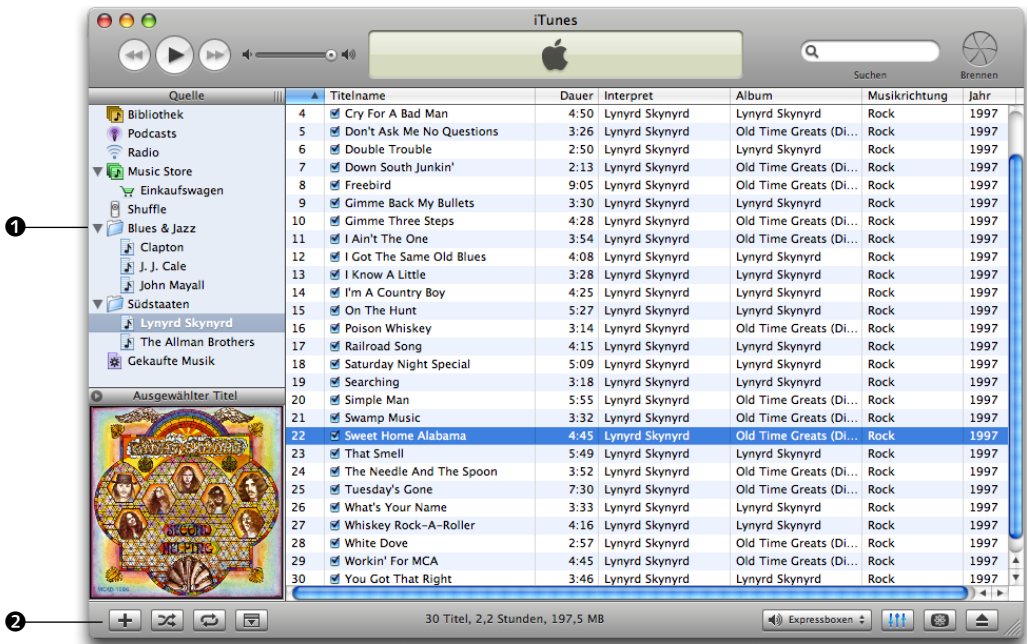 iTunes
Suchen
Brennen
Quelle
Bibliothek
Podcasts
Radio
Music Store
Einkaufswagen
Shuffle
❶
Blues & Jazz
Clapton
J. J. Cale
John Mayall
Südstaaten
Lynyrd Skynyrd
The Allman Brothers
Gekaufte Musik
Ausgewählter Titel
SECOND
HELPING
Titelname Dauer Interpret Album Musikrichtung Jahr
4 Cry For A Bad Man 4:50 Lynyrd Skynyrd Lynyrd Skynyrd Rock 1997
5 Don't Ask Me No Questions 3:26 Lynyrd Skynyrd Old Time Greats (Di... Rock 1997
6 Double Trouble 2:50 Lynyrd Skynyrd Lynyrd Skynyrd Rock 1997
7 Down South Junkin' 2:13 Lynyrd Skynyrd Old Time Greats (Di... Rock 1997
8 Freebird 9:05 Lynyrd Skynyrd Old Time Greats (Di... Rock 1997
9 Gimme Back My Bullets 3:30 Lynyrd Skynyrd Lynyrd Skynyrd Rock 1997
10 Gimme Three Steps 4:28 Lynyrd Skynyrd Old Time Greats (Di... Rock 1997
11 I Ain't The One 3:54 Lynyrd Skynyrd Old Time Greats (Di... Rock 1997
12 I Got The Same Old Blues 4:08 Lynyrd Skynyrd Lynyrd Skynyrd Rock 1997
13 I Know A Little 3:28 Lynyrd Skynyrd Old Time Greats (Di... Rock 1997
14 I'm A Country Boy 4:25 Lynyrd Skynyrd Lynyrd Skynyrd Rock 1997
15 On The Hunt 5:27 Lynyrd Skynyrd Lynyrd Skynyrd Rock 1997
16 Poison Whiskey 3:14 Lynyrd Skynyrd Old Time Greats (Di... Rock 1997
17 Railroad Song 4:15 Lynyrd Skynyrd Lynyrd Skynyrd Rock 1997
18 Saturday Night Special 5:09 Lynyrd Skynyrd Lynyrd Skynyrd Rock 1997
19 Searching 3:18 Lynyrd Skynyrd Lynyrd Skynyrd Rock 1997
20 Simple Man 5:55 Lynyrd Skynyrd Old Time Greats (Di... Rock 1997
21 Swamp Music 3:32 Lynyrd Skynyrd Old Time Greats (Di... Rock 1997
22 Sweet Home Alabama 4:45 Lynyrd Skynyrd Old Time Greats (Di... Rock 1997
23 That Smell 5:49 Lynyrd Skynyrd Lynyrd Skynyrd Rock 1997
24 The Needle And The Spoon 3:52 Lynyrd Skynyrd Old Time Greats (Di... Rock 1997
25 Tuesday's Gone 7:30 Lynyrd Skynyrd Old Time Greats (Di... Rock 1997
26 What's Your Name 3:33 Lynyrd Skynyrd Lynyrd Skynyrd Rock 1997
27 Whiskey Rock-A-Roller 4:16 Lynyrd Skynyrd Lynyrd Skynyrd Rock 1997
28 White Dove 2:57 Lynyrd Skynyrd Old Time Greats (Di... Rock 1997
29 Workin' For MCA 4:45 Lynyrd Skynyrd Old Time Greats (Di... Rock 1997
30 You Got That Right 3:46 Lynyrd Skynyrd Lynyrd Skynyrd Rock 1997
❷
30 Titel, 2,2 Stunden, 197,5 MB
Expressboxen